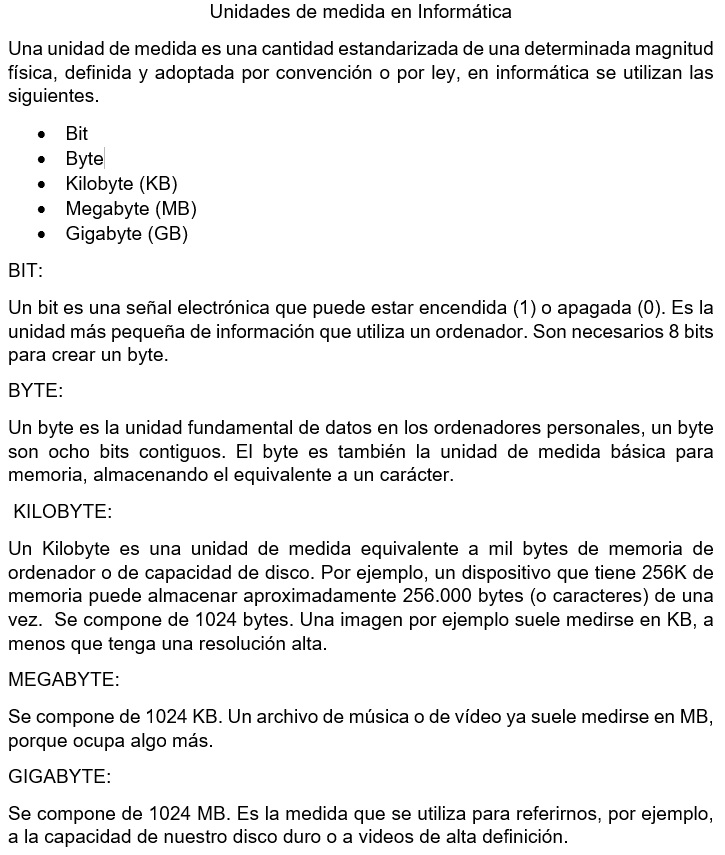 Unidades de medida en Informática
Una unidad de medida es una cantidad estandarizada de una determinada magnitud
física, definida y adoptada por convención o por ley, en informática se utilizan las
siguientes.
• Bit
• Byte
• Kilobyte (KB)
• Megabyte (MB)
• Gigabyte (GB)
BIT:
Un bit es una señal electrónica que puede estar encendida (1) o apagada (0). Es la
unidad más pequeña de información que utiliza un ordenador. Son necesarios 8 bits
para crear un byte.
BYTE:
Un byte es la unidad fundamental de datos en los ordenadores personales, un byte
son ocho bits contiguos. El byte es también la unidad de medida básica para
memoria, almacenando el equivalente a un carácter.
KILOBYTE:
Un Kilobyte es una unidad de medida equivalente a mil bytes de memoria de
ordenador o de capacidad de disco. Por ejemplo, un dispositivo que tiene 256K de
memoria puede almacenar aproximadamente 256.000 bytes (o caracteres) de una
vez.  Se compone de 1024 bytes. Una imagen por ejemplo suele medirse en KB, a
menos que tenga una resolución alta.
MEGABYTE:
Se compone de 1024 KB. Un archivo de música o de vídeo ya suele medirse en MB,
porque ocupa algo más.
GIGABYTE:
Se compone de 1024 MB. Es la medida que se utiliza para referirnos, por ejemplo,
a la capacidad de nuestro disco duro o a videos de alta definición.